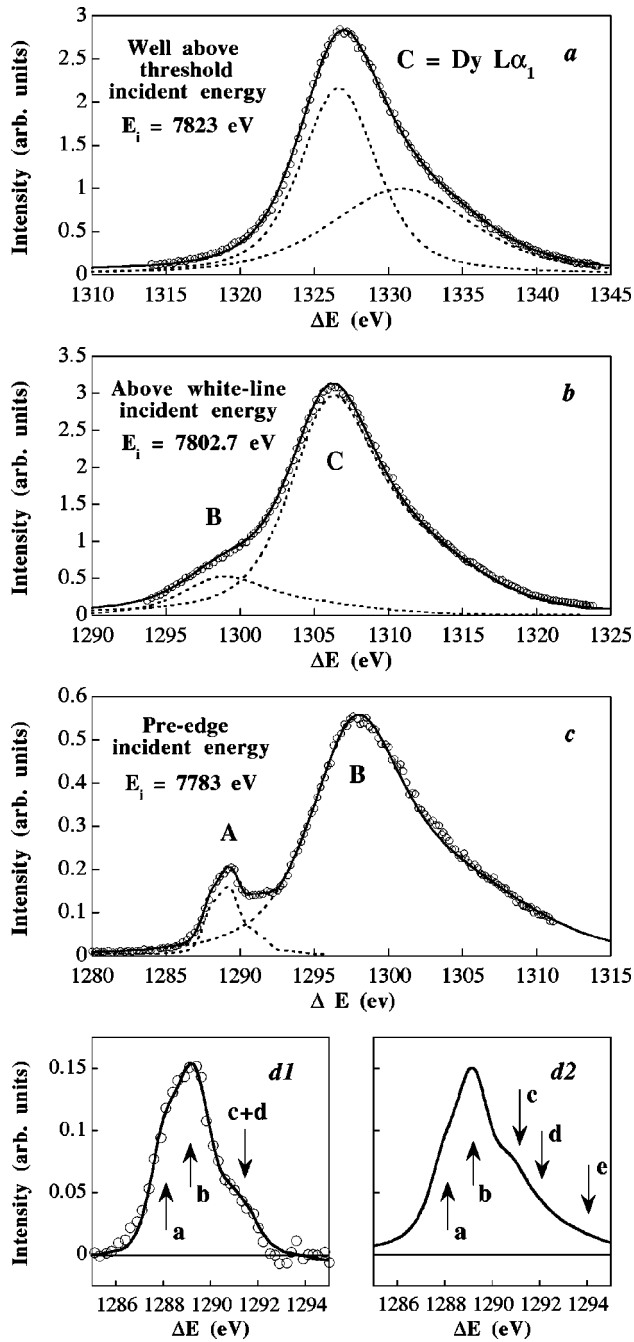 Intensity (arb. units)
3
2.5
2
1.5
1
0.5
0
Well above
threshold
incident energy
E_i = 7823 eV
C = Dy Lα_1
a
1310 1315 1320 1325 1330 1335 1340 1345
ΔE (eV)
Intensity (arb. units)
3.5
3
2.5
2
1.5
1
0.5
0
Above white-line
incident energy
E_i = 7802.7 eV
b
B
C
1290 1295 1300 1305 1310 1315 1320 1325
ΔE (eV)
Intensity (arb. units)
0.6
0.5
0.4
0.3
0.2
0.1
0
Pre-edge
incident energy
E_i = 7783 eV
c
A
B
1280 1285 1290 1295 1300 1305 1310 1315
Δ E (ev)
Intensity (arb. units)
0.15
0.10
0.05
0
d1
c+d
b
a
1286 1288 1290 1292 1294
ΔE (eV)
d2
c
d
e
b
a
1286 1288 1290 1292 1294
ΔE (eV)